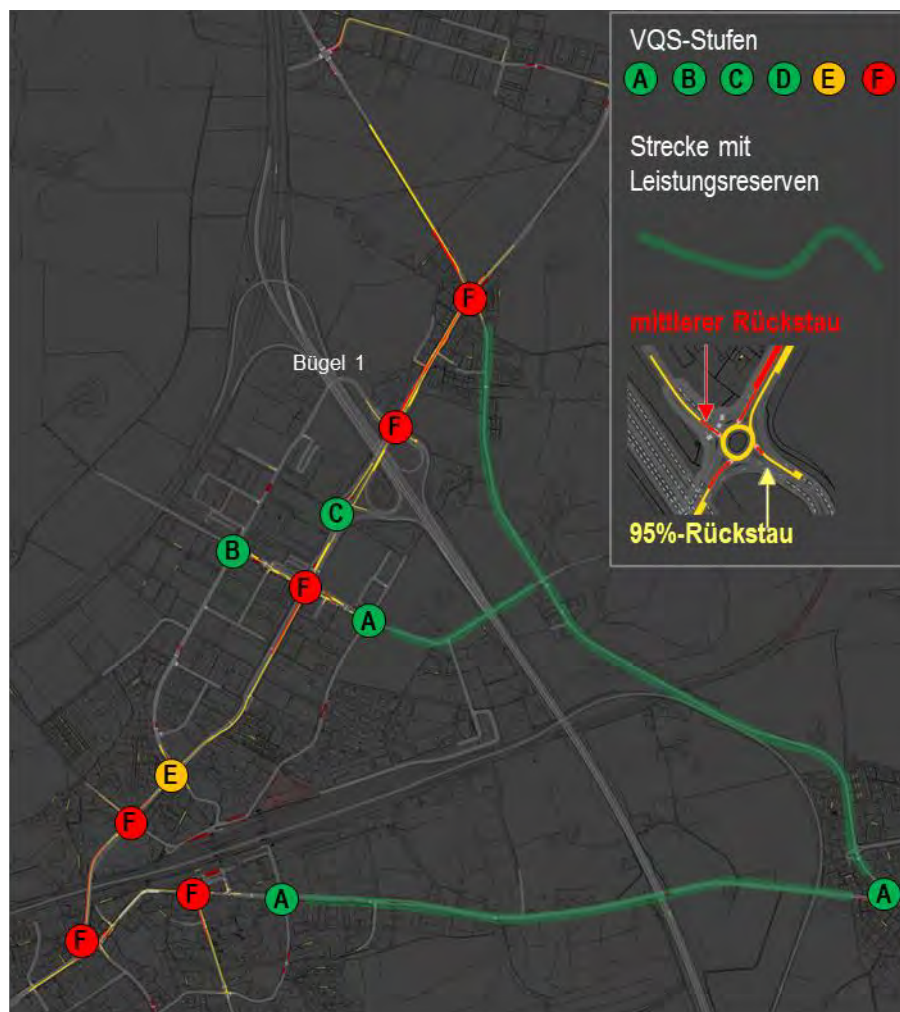 VQS-Stufen
A B C D E F
Strecke mit
Leistungsreserven
mittlerer Rückstau
95%-Rückstau
F
Bügel 1
F
C
B
F
A
E
F
F
A
A
F